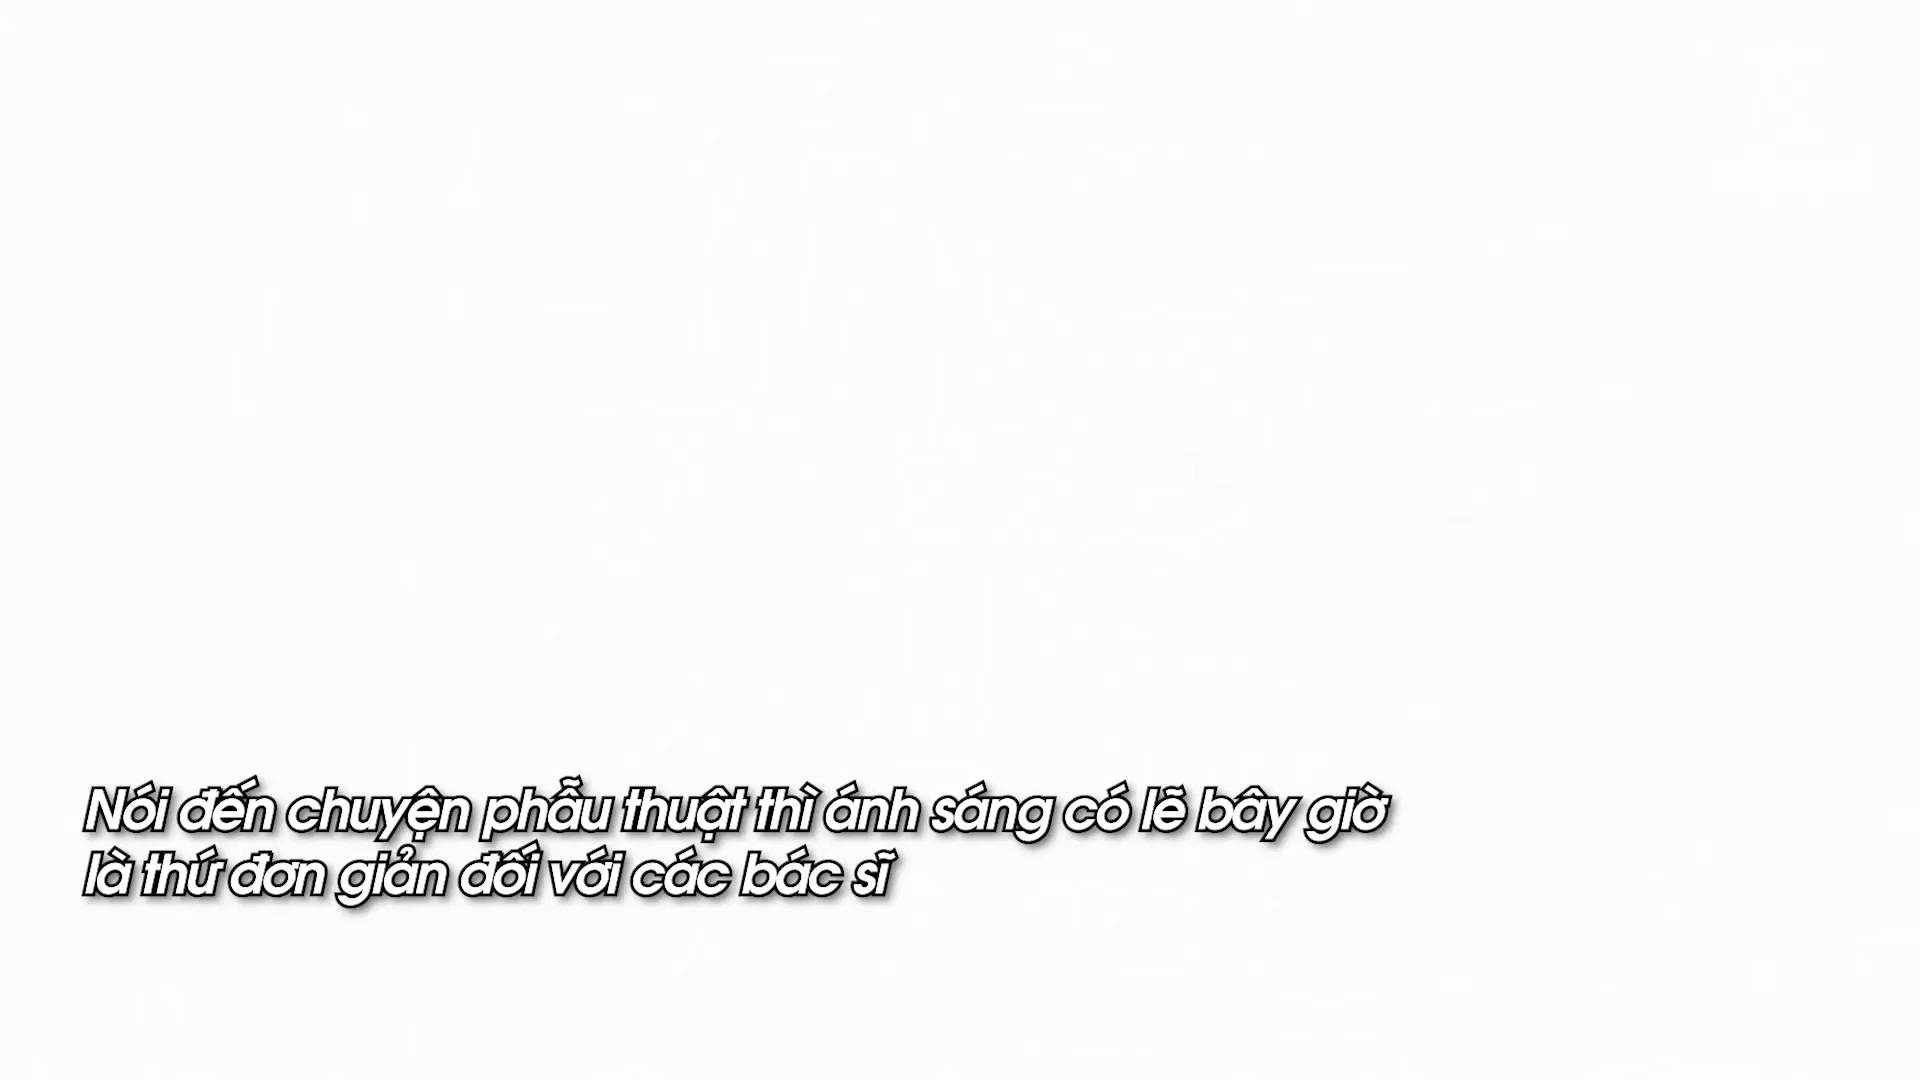 Nói đến chuyện phẫu thuật thì ánh sáng có lẽ bây giờ
là thứ đơn giản đối với các bác sĩ